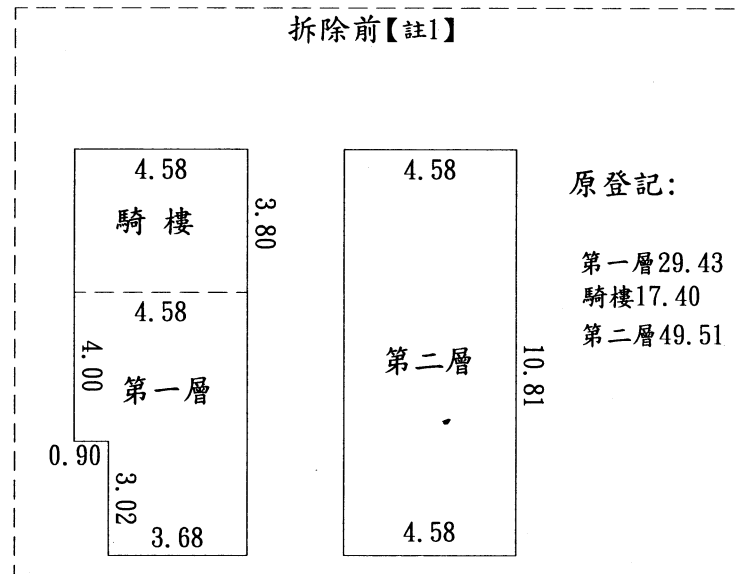 拆除前【註1】
4.58
騎樓
3.80
4.58
4.00
第一層
0.90
3.02
3.68
4.58
第二層
10.81
4.58
原登記:
第一層29.43
騎樓17.40
第二層49.51